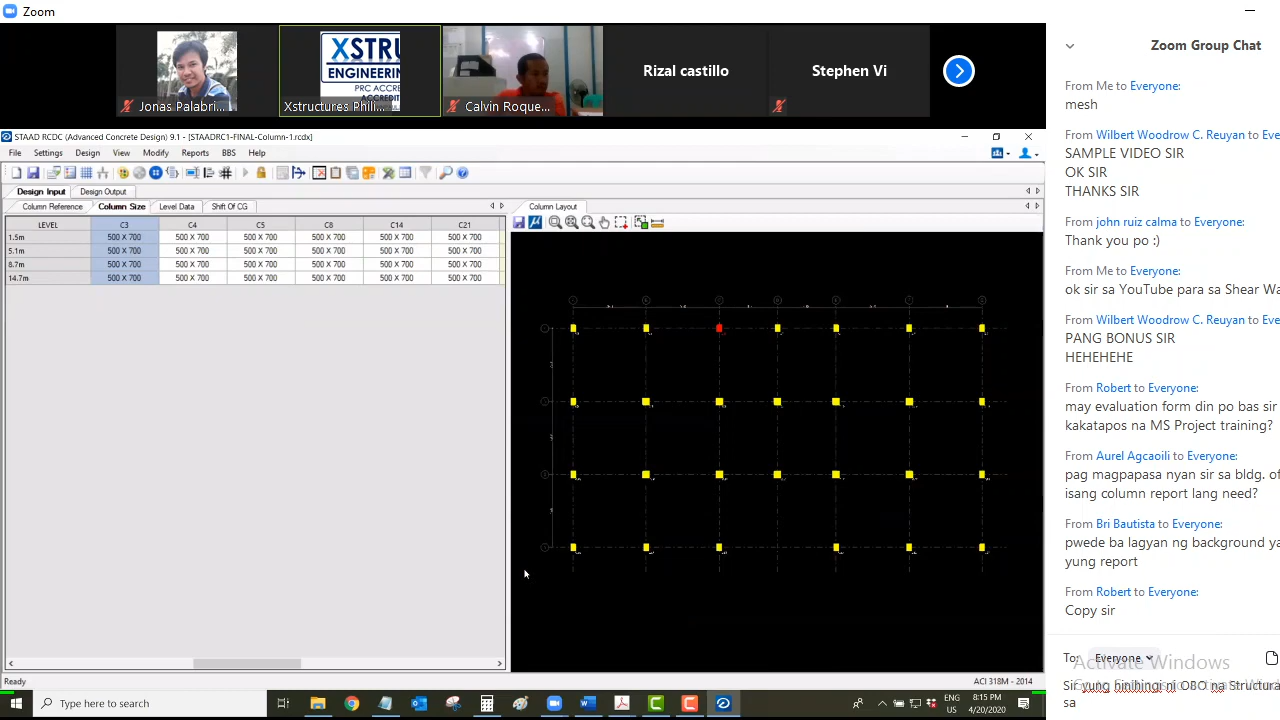 Zoom
Jonas Palabri...
XSTRU
ENGINEERING
PRC ACCRE
ACCREDIT
Xstructures Phili...
Calvin Roque...
Rizal castillo
Stephen Vi
Zoom Group Chat
From Me to Everyone:
mesh
From Wilbert Woodrow C. Reuyan to Eve
SAMPLE VIDEO SIR
OK SIR
THANKS SIR
From john ruiz calma to Everyone:
Thank you po :)
From Me to Everyone:
ok sir sa YouTube para sa Shear Wa
From Wilbert Woodrow C. Reuyan to Eve
PANG BONUS SIR
HEHEHEHE
From Robert to Everyone:
may evaluation form din po bas sir
kakatapos na MS Project training?
From Aurel Agcaoili to Everyone:
pag magpapasa nyan sir sa bldg. of
isang column report lang need?
From Bri Bautista to Everyone:
pwede ba lagyan ng background ya
yung report
From Robert to Everyone:
Copy sir
To: Everyone
Activate Windows
Sir yung hinihingi ni OBO na Structura
sa
STAAD RCDC (Advanced Concrete Design) 9.1 - [STAADRC1-FINAL-Column-1.rcdx]
File Settings Design View Modify Reports BBS Help
Design Input Design Output
Column Reference Column Size Level Data Shift Of CG
LEVEL C3 C4 C5 C8 C14 C21
1.5m 500 X 700 500 X 700 500 X 700 500 X 700 500 X 700 500 X 700
5.1m 500 X 700 500 X 700 500 X 700 500 X 700 500 X 700 500 X 700
8.7m 500 X 700 500 X 700 500 X 700 500 X 700 500 X 700 500 X 700
14.7m 500 X 700 500 X 700 500 X 700 500 X 700 500 X 700 500 X 700
Column Layout
Ready
ACI 318M - 2014
Type here to search
ENG
US
8:15 PM
4/20/2020